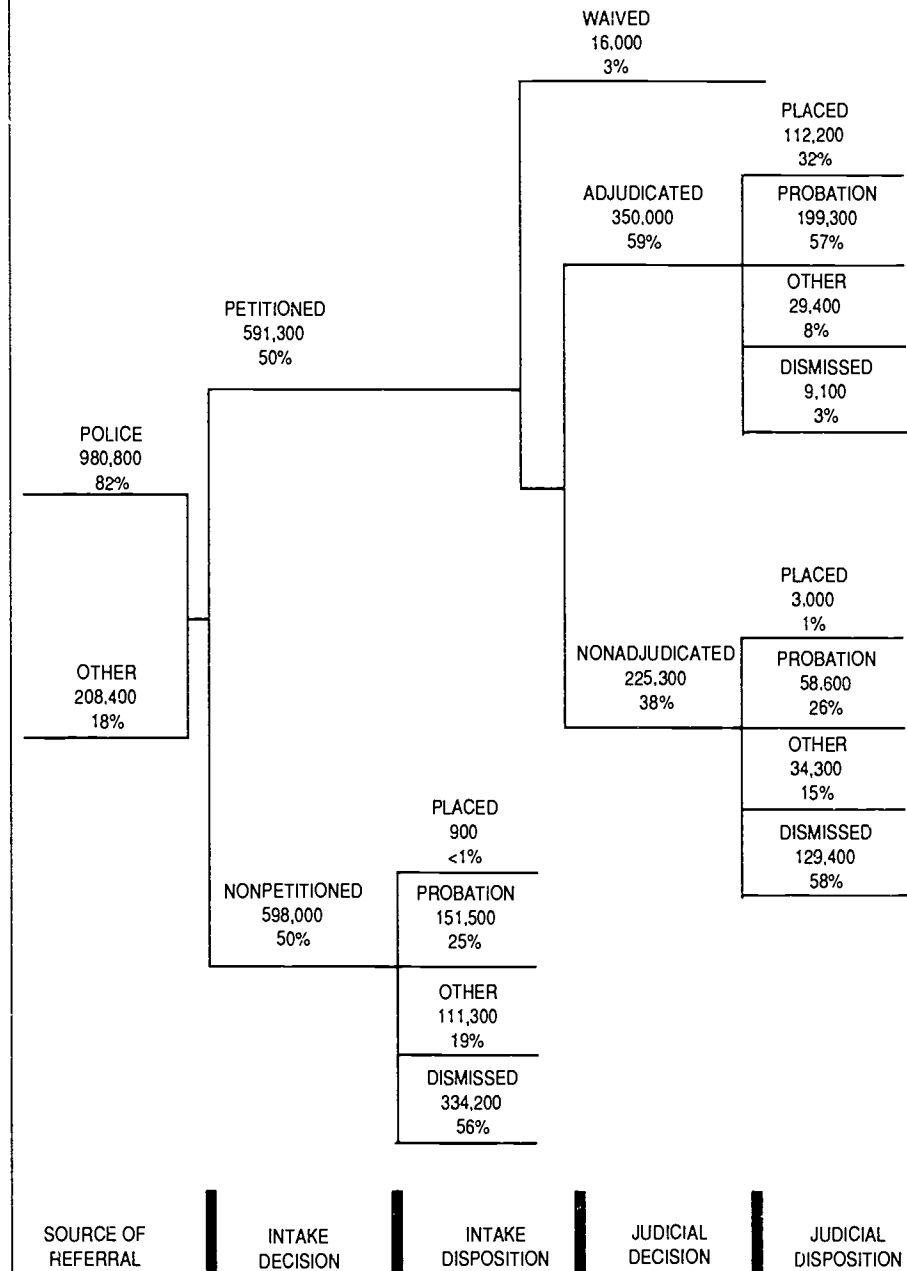 WAIVED
16,000
3%
PLACED
112,200
32%
ADJUDICATED
350,000
59%
PROBATION
199,300
57%
OTHER
29,400
8%
DISMISSED
9,100
3%
PETITIONED
591,300
50%
POLICE
980,800
82%
OTHER
208,400
18%
NONADJUDICATED
225,300
38%
PLACED
3,000
1%
PROBATION
58.600
26%
OTHER
34,300
15%
DISMISSED
129,400
58%
NONPETITIONED
598,000
50%
PLACED
900
<1%
PROBATION
151,500
25%
OTHER
111,300
19%
DISMISSED
334,200
56%
SOURCE OF
REFERRAL
INTAKE
DECISION
INTAKE
DISPOSITION
JUDICIAL
DECISION
JUDICIAL
DISPOSITION